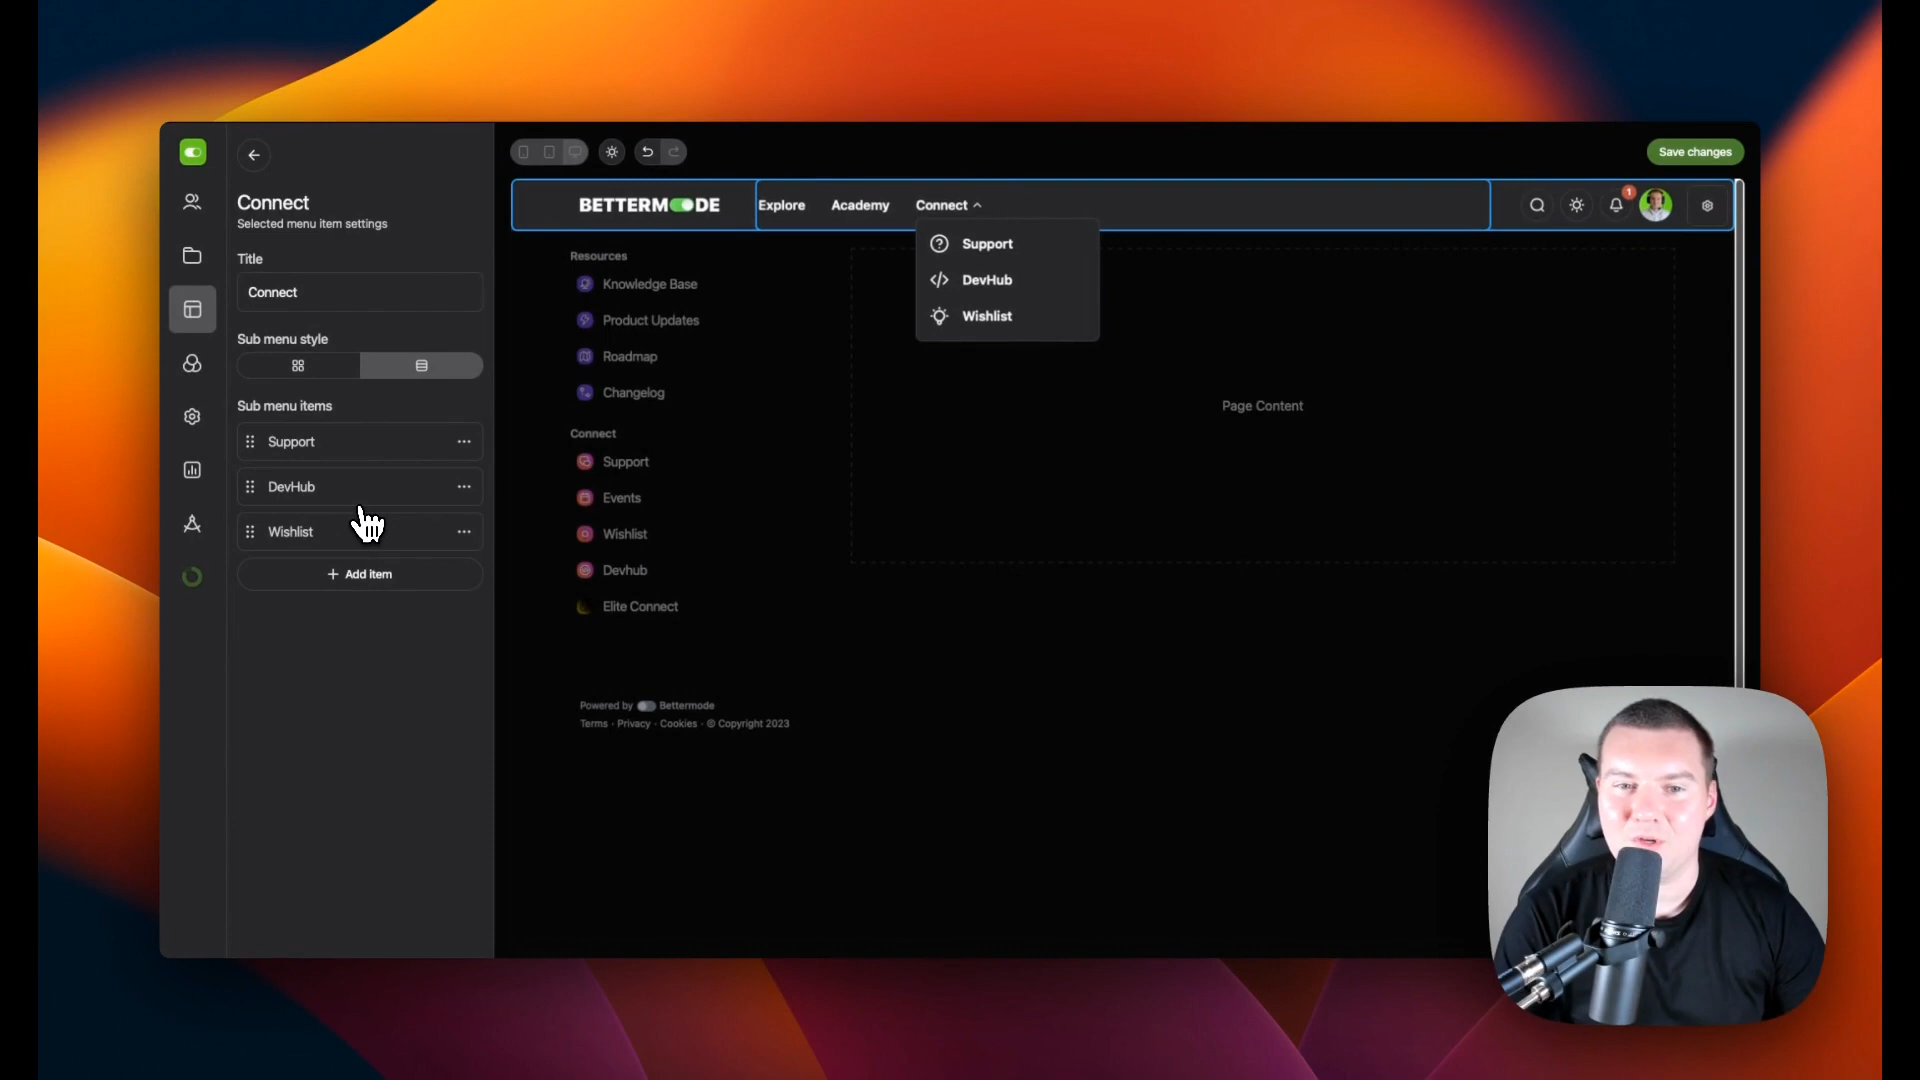 Connect
Selected menu item settings
Title
Connect
Sub menu style
Sub menu items
Support
DevHub
Wishlist
+ Add item
Save changes
BETTERMODE
Explore
Academy
Connect
1
Support
DevHub
Wishlist
Resources
Knowledge Base
Product Updates
Roadmap
Changelog
Connect
Support
Events
Wishlist
Devhub
Elite Connect
Page Content
Powered by Bettermode
Terms · Privacy · Cookies · © Copyright 2023